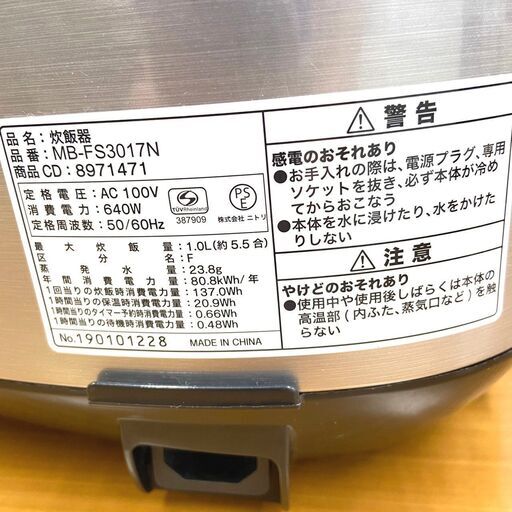 品名：炊飯器
品番：MB-FS3017N
商品CD：8971471
定格電圧：AC 100V
消費電力：640W
定格周波数：50/60Hz
TÜVRheinland
387909
PSE
株式会社ニトリ
最大炊飯量：1.0L(約5.5合)
区分名：F
蒸発水量：23.8g
年間消費電力量：80.8kWh/年
1回当りの炊飯時消費電力量：137.0Wh
1時間当りの保温時消費電力量：20.9Wh
1時間当りのタイマー予約時消費電力量：0.66Wh
1時間当りの待機時消費電力量：0.48Wh
No.190101228 MADE IN CHINA
警告
感電のおそれあり
●お手入れの際は、電源プラグ、専用
ソケットを抜き、必ず本体が冷め
てからおこなう
●本体を水に浸けたり、水をかけた
りしない
注意
やけどのおそれあり
●使用中や使用後しばらくは本体の
高温部(内ふた、蒸気口など)を触
らない